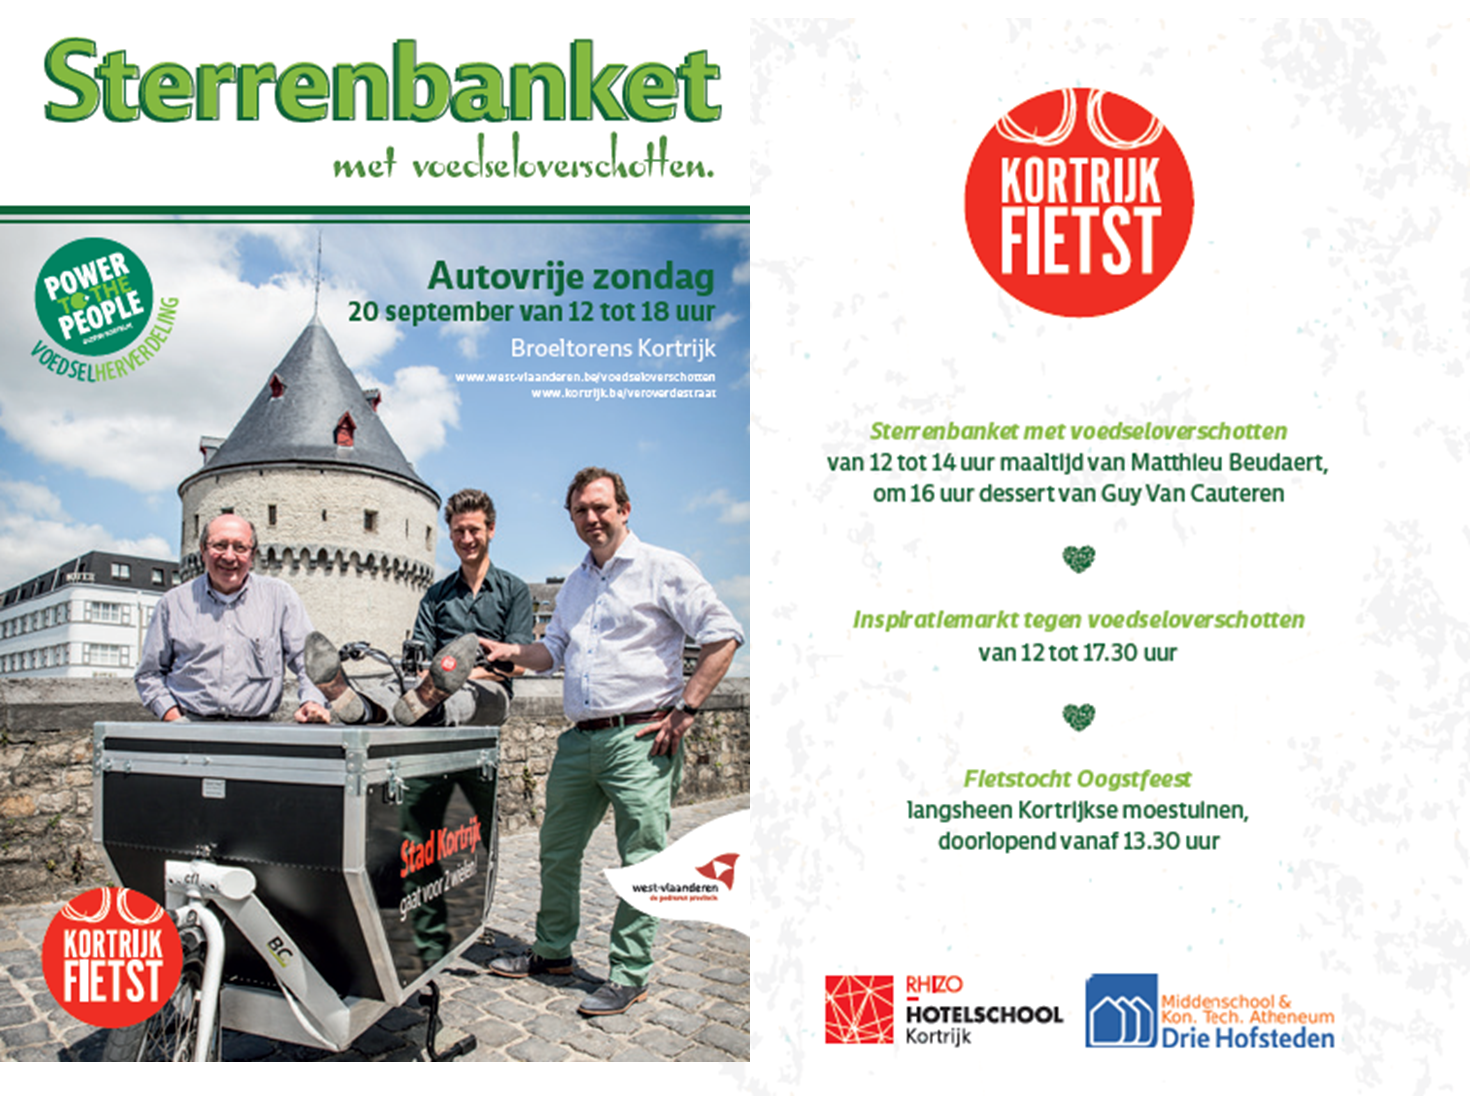 Sterrenbanket
met voedseloverschotten.
POWER
TO THE
PEOPLE
VOEDSELHERVERDELING
Autovrije zondag
20 september van 12 tot 18 uur
Broeltorens Kortrijk
www.west-vlaanderen.be/voedseloverschotten
www.kortrijk.be/veroverdestraat
HOTEL
Stad Kortrijk
gaat voor 2 wielen!
west-vlaanderen
de gedreven provincie
BC
KORTRIJK
FIETST
KORTRIJK
FIETST
Sterrenbanket met voedseloverschotten
van 12 tot 14 uur maaltijd van Matthieu Beudaert,
om 16 uur dessert van Guy Van Cauteren
Inspiratiemarkt tegen voedseloverschotten
van 12 tot 17.30 uur
Fietstocht Oogstfeest
langsheen Kortrijkse moestuinen,
doorlopend vanaf 13.30 uur
RHIZO
HOTELSCHOOL
Kortrijk
Middenschool &
Kon. Tech. Atheneum
Drie Hofsteden